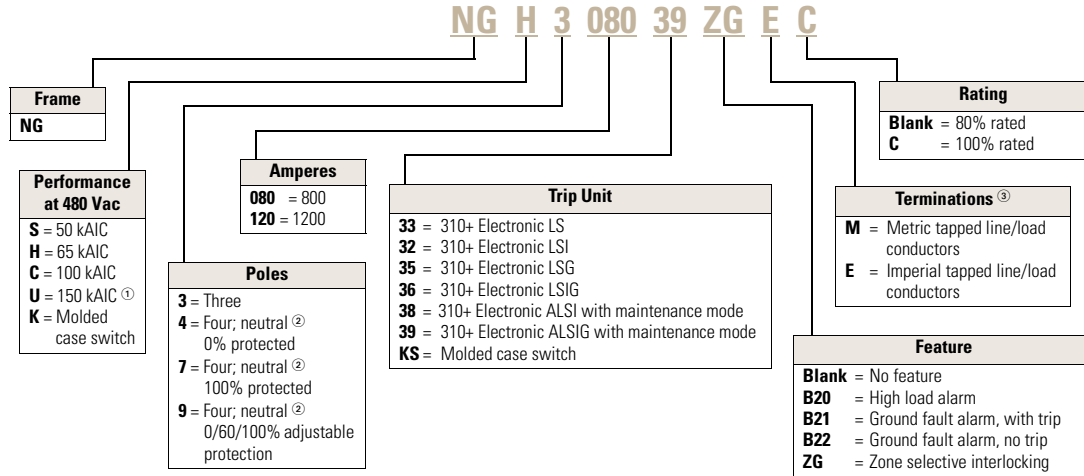 NG H 3 080 39 ZG E C
Frame
NG
Performance
at 480 Vac
S = 50 kAIC
H = 65 kAIC
C = 100 kAIC
U = 150 kAIC ①
K = Molded
case switch
Poles
3 = Three
4 = Four; neutral ②
0% protected
7 = Four; neutral ②
100% protected
9 = Four; neutral ②
0/60/100% adjustable
protection
Amperes
080 = 800
120 = 1200
Trip Unit
33 = 310+ Electronic LS
32 = 310+ Electronic LSI
35 = 310+ Electronic LSG
36 = 310+ Electronic LSIG
38 = 310+ Electronic ALSI with maintenance mode
39 = 310+ Electronic ALSIG with maintenance mode
KS = Molded case switch
Rating
Blank = 80% rated
C = 100% rated
Terminations ③
M = Metric tapped line/load
conductors
E = Imperial tapped line/load
conductors
Feature
Blank = No feature
B20 = High load alarm
B21 = Ground fault alarm, with trip
B22 = Ground fault alarm, no trip
ZG = Zone selective interlocking